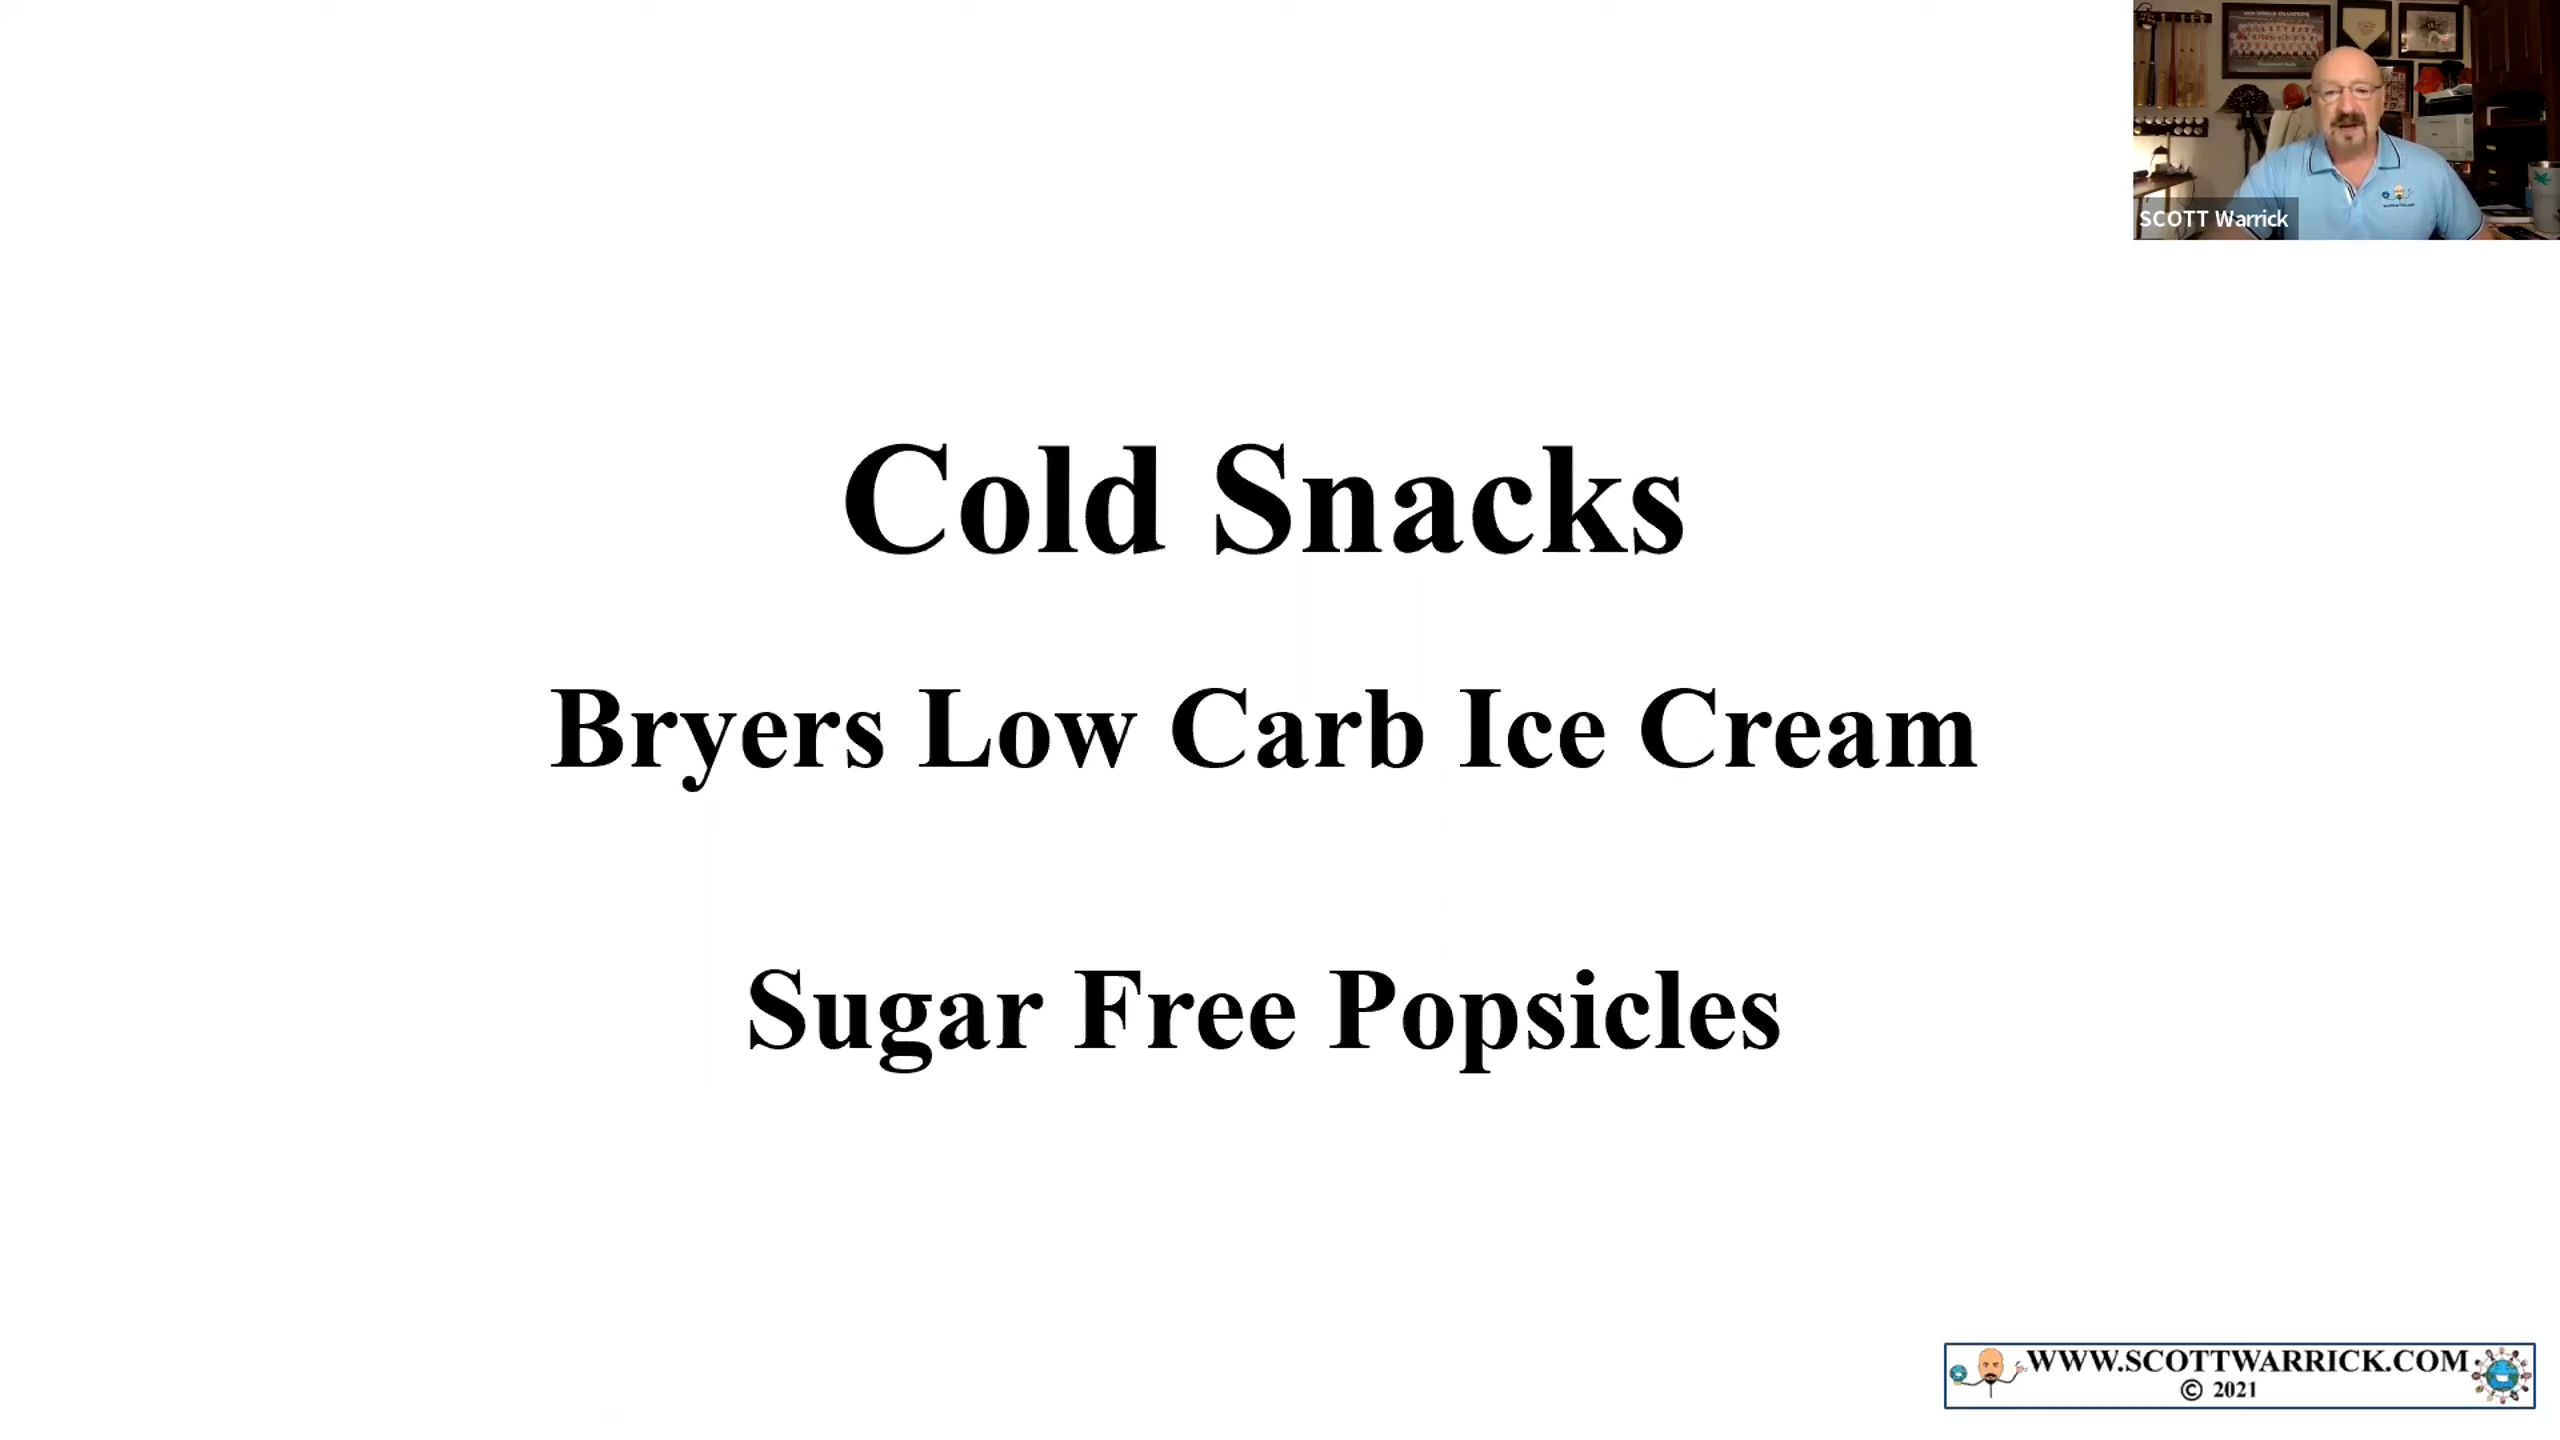 SCOTT Warrick
Cold Snacks
Bryers Low Carb Ice Cream
Sugar Free Popsicles
WWW.SCOTTWARRICK.COM
© 2021